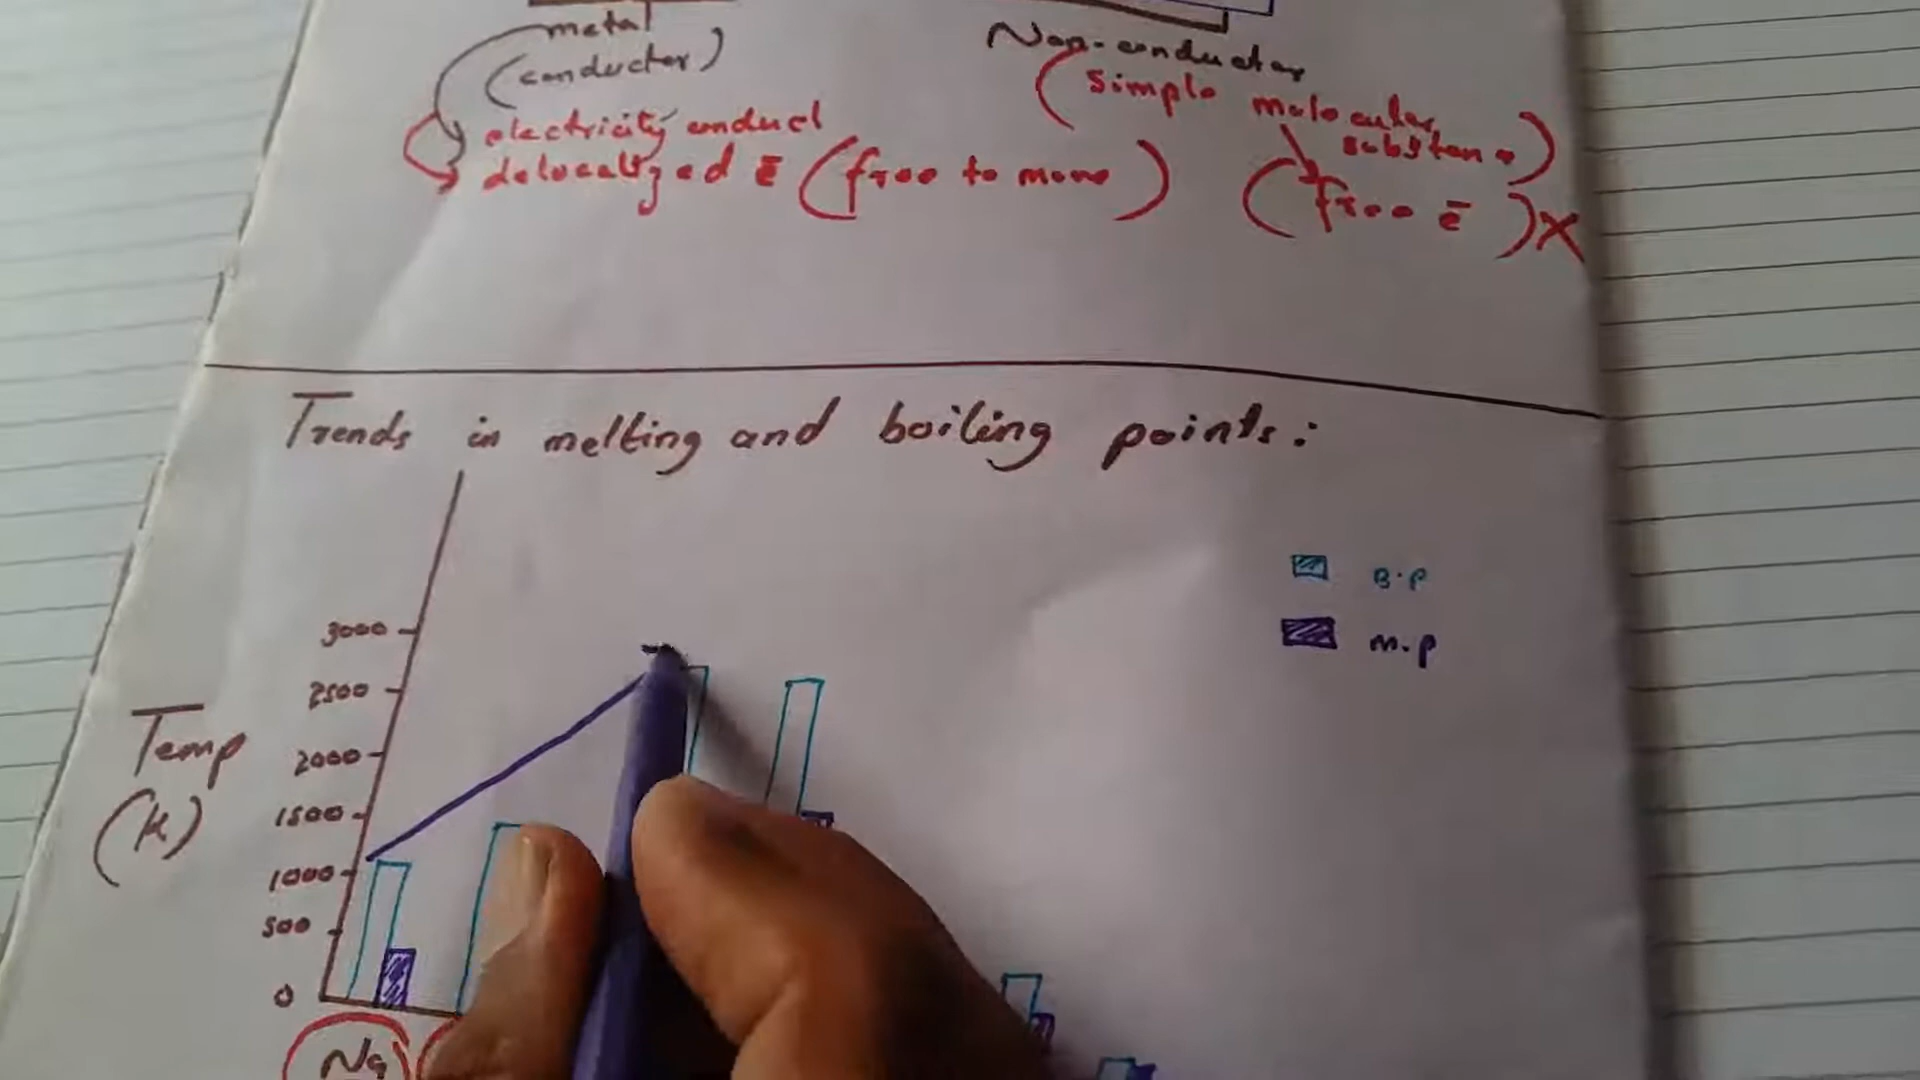 metal
(conductor)
Non-conductor
(simple molecular
substance)
electricity conduct
delocalized ē (free to move)
(free ē)X
Trends in melting and boiling points:
B.P
M.P
3000
2500
Temp
2000
(K)
1500
1000
500
0
Na